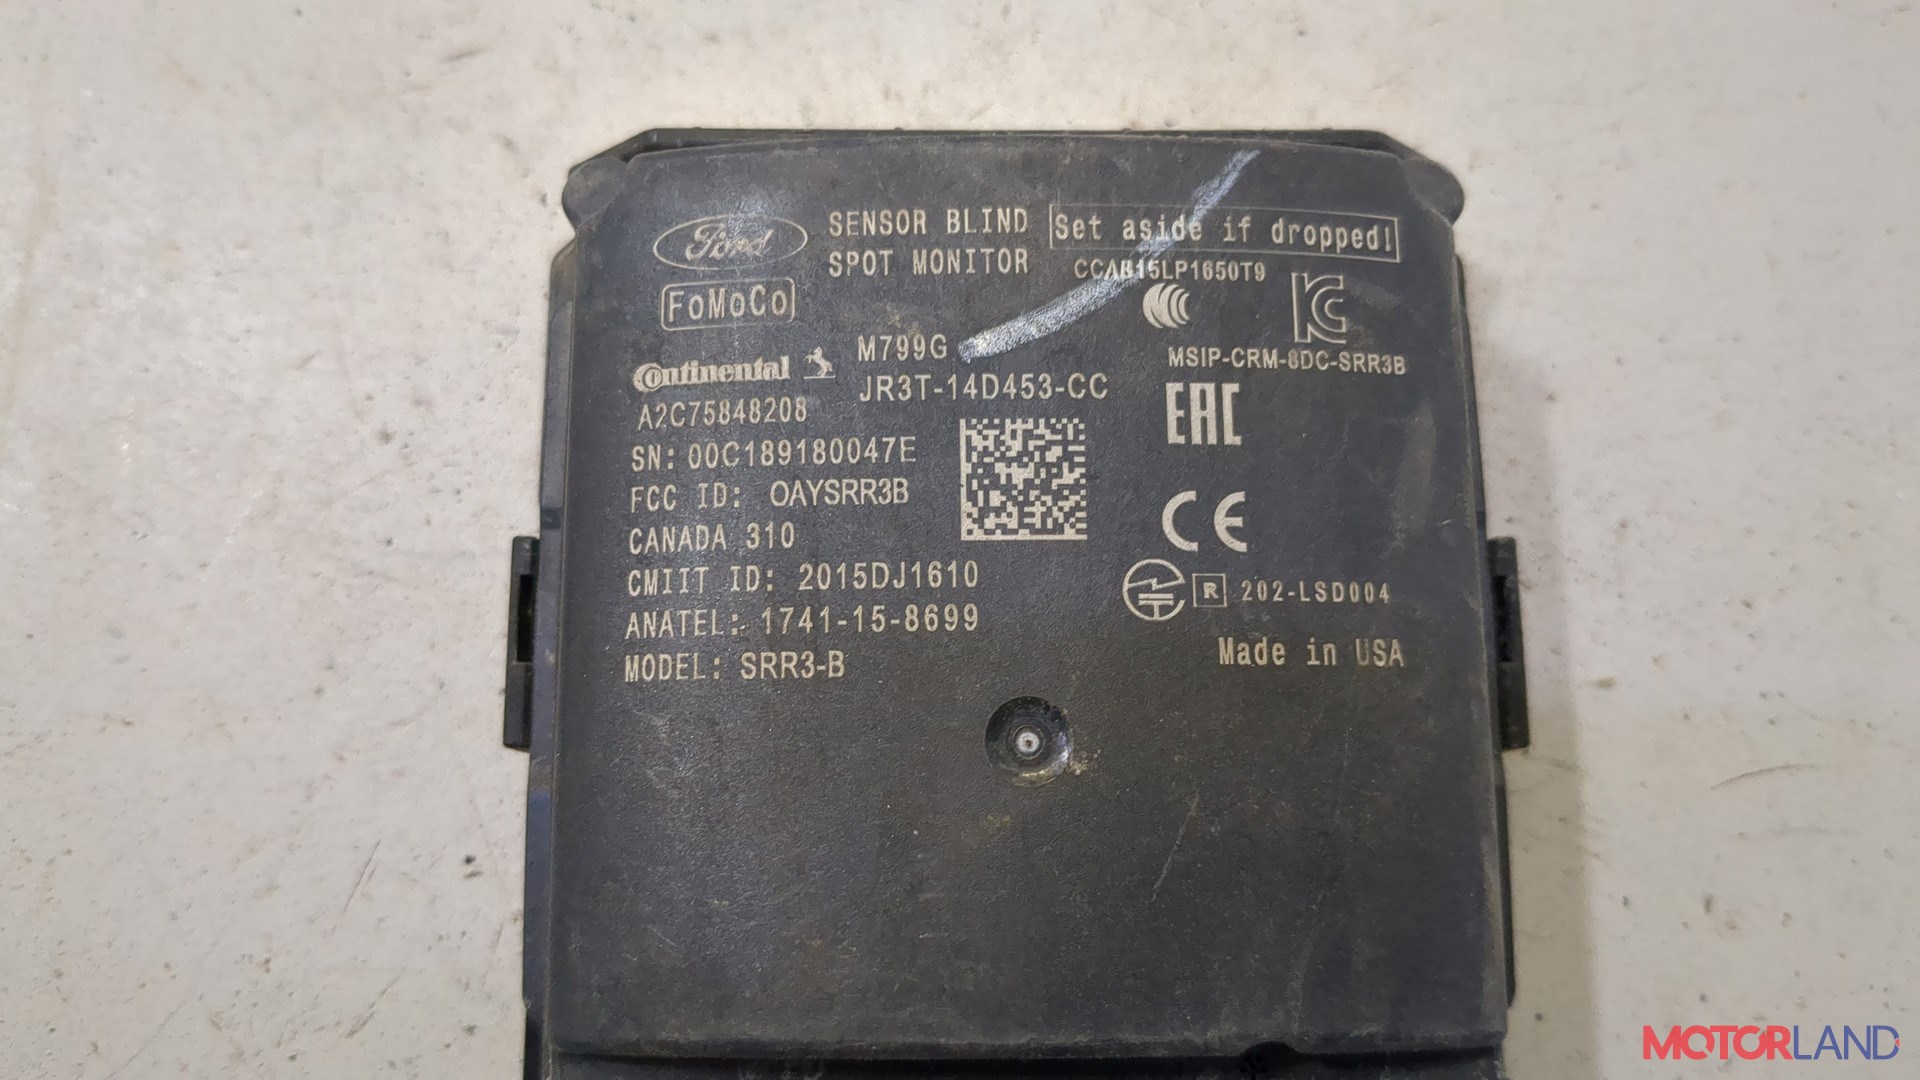 Ford
SENSOR BLIND
SPOT MONITOR
Set aside if dropped!
CCAB15LP1650T9
FoMoCo
KC
Continental
M799G
MSIP-CRM-8DC-SRR3B
JR3T-14D453-CC
A2C75848208
EAC
SN: 00C189180047E
FCC ID: OAYSRR3B
CANADA 310
CE
CMIIT ID: 2015DJ1610
R 202-LSD004
ANATEL: 1741-15-8699
MODEL: SRR3-B
Made in USA
MOTORLAND